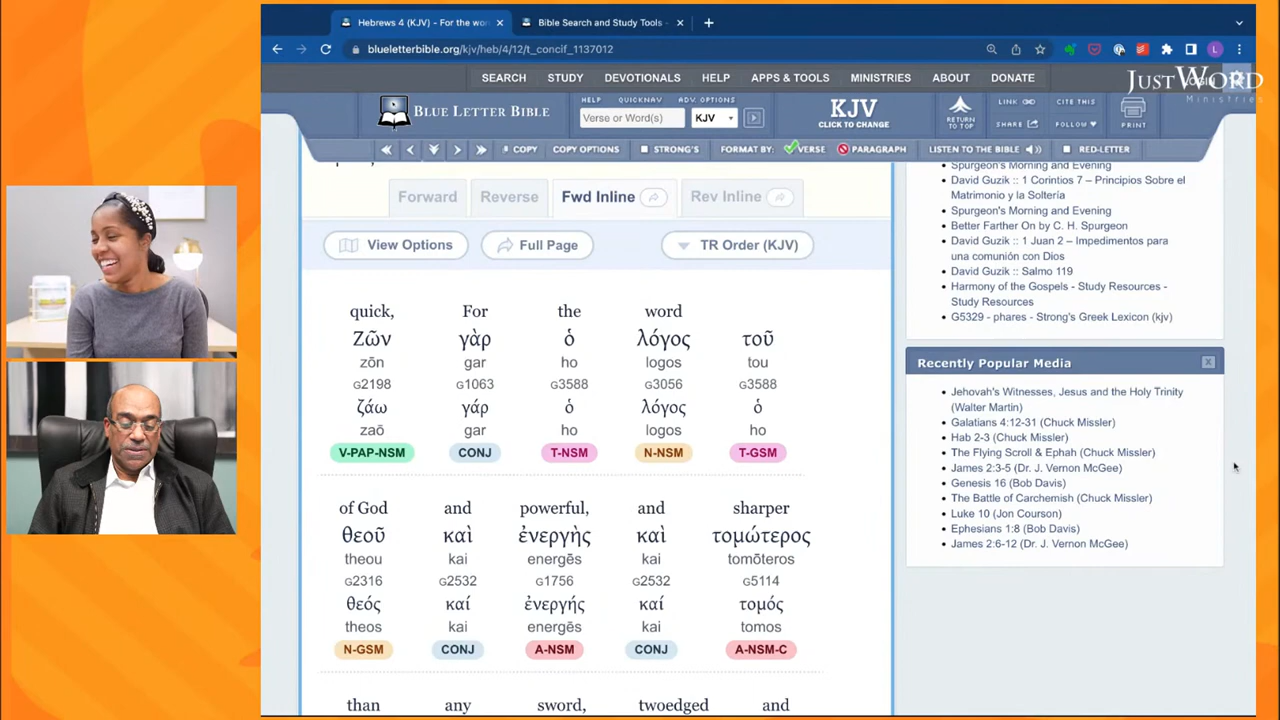 Hebrews 4 (KJV) - For the wor
Bible Search and Study Tools -
blueletterbible.org/kjv/heb/4/12/t_concif_1137012
L
SEARCH STUDY DEVOTIONALS HELP APPS & TOOLS MINISTRIES ABOUT DONATE
JUSTWORD
Ministries
BLUE LETTER BIBLE
HELP QUICKNAV ADV. OPTIONS
Verse or Word(s) KJV
KJV
CLICK TO CHANGE
RETURN
TO TOP
LINK
SHARE
CITE THIS
FOLLOW
PRINT
COPY COPY OPTIONS STRONG'S FORMAT BY: VERSE PARAGRAPH LISTEN TO THE BIBLE RED-LETTER
Forward Reverse Fwd Inline Rev Inline
View Options Full Page TR Order (KJV)
quick, For the word
Ζῶν γὰρ ὁ λόγος τοῦ
zōn gar ho logos tou
G2198 G1063 G3588 G3056 G3588
ζάω γάρ ὁ λόγος ὁ
zaō gar ho logos ho
V-PAP-NSM CONJ T-NSM N-NSM T-GSM
of God and powerful, and sharper
θεοῦ καὶ ἐνεργὴς καὶ τομώτερος
theou kai energēs kai tomōteros
G2316 G2532 G1756 G2532 G5114
θεός καί ἐνεργής καί τομός
theos kai energēs kai tomos
N-GSM CONJ A-NSM CONJ A-NSM-C
than any sword, twoedged and
Spurgeon's Morning and Evening
David Guzik :: 1 Corintios 7 – Principios Sobre el
Matrimonio y la Soltería
Spurgeon's Morning and Evening
Better Farther On by C. H. Spurgeon
David Guzik :: 1 Juan 2 – Impedimentos para
una comunión con Dios
David Guzik :: Salmo 119
Harmony of the Gospels - Study Resources -
Study Resources
G5329 - phares - Strong's Greek Lexicon (kjv)
Recently Popular Media
Jehovah's Witnesses, Jesus and the Holy Trinity
(Walter Martin)
Galatians 4:12-31 (Chuck Missler)
Hab 2-3 (Chuck Missler)
The Flying Scroll & Ephah (Chuck Missler)
James 2:3-5 (Dr. J. Vernon McGee)
Genesis 16 (Bob Davis)
The Battle of Carchemish (Chuck Missler)
Luke 10 (Jon Courson)
Ephesians 1:8 (Bob Davis)
James 2:6-12 (Dr. J. Vernon McGee)